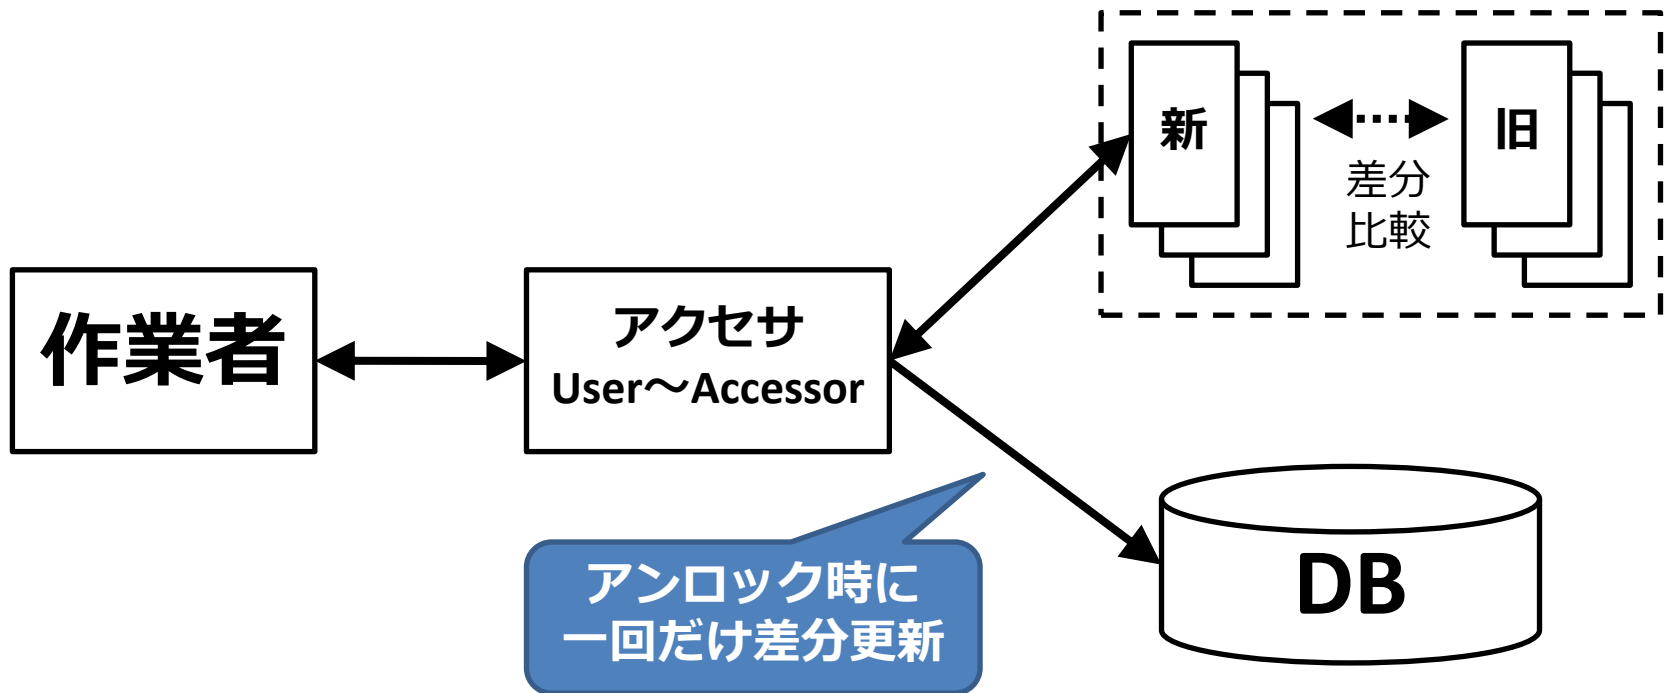 新
旧
差分
比較
作業者
アクセサ
User～Accessor
アンロック時に
一回だけ差分更新
DB